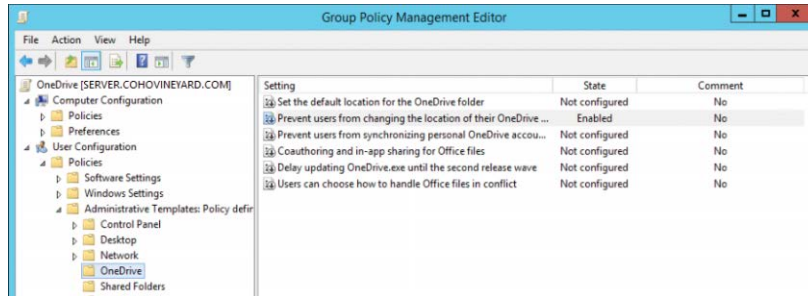 Group Policy Management Editor
File Action View Help
OneDrive [SERVER.COHOVINEYARD.COM]
Computer Configuration
Policies
Preferences
User Configuration
Policies
Software Settings
Windows Settings
Administrative Templates: Policy defir
Control Panel
Desktop
Network
OneDrive
Shared Folders
Setting State Comment
Set the default location for the OneDrive folder Not configured No
Prevent users from changing the location of their OneDrive ... Enabled No
Prevent users from synchronizing personal OneDrive accou... Not configured No
Coauthoring and in-app sharing for Office files Not configured No
Delay updating OneDrive.exe until the second release wave Not configured No
Users can choose how to handle Office files in conflict Not configured No